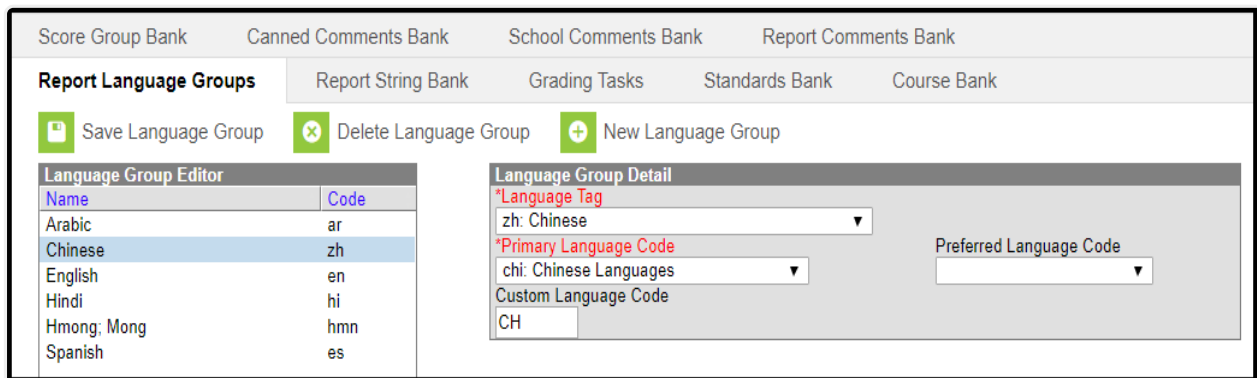 Score Group Bank Canned Comments Bank School Comments Bank Report Comments Bank
Report Language Groups Report String Bank Grading Tasks Standards Bank Course Bank
Save Language Group Delete Language Group New Language Group
Language Group Editor
Name Code
Arabic ar
Chinese zh
English en
Hindi hi
Hmong; Mong hmn
Spanish es
Language Group Detail
*Language Tag
zh: Chinese
*Primary Language Code Preferred Language Code
chi: Chinese Languages
Custom Language Code
CH